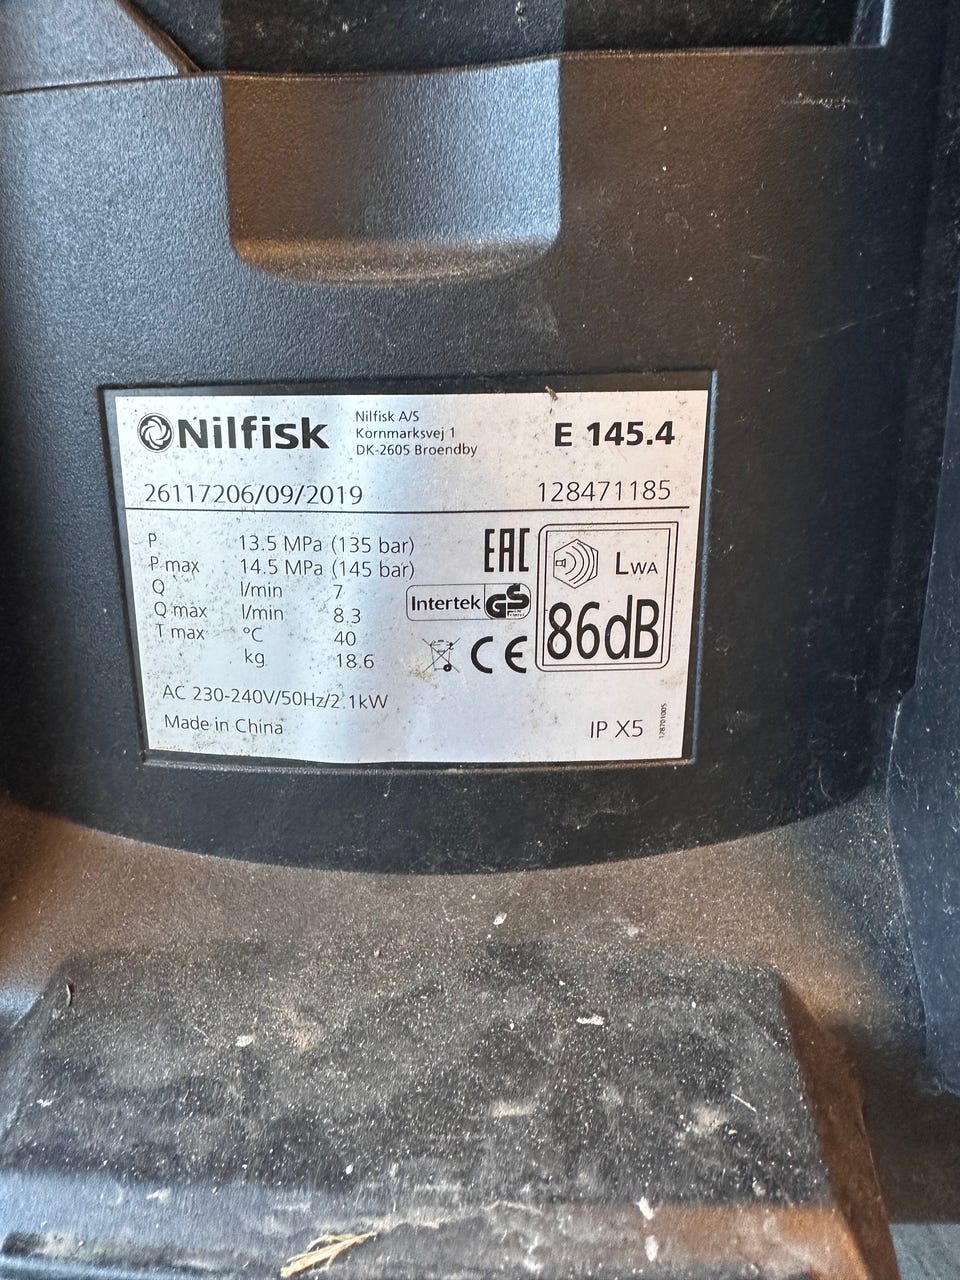 Nilfisk
Nilfisk A/S
Kornmarksvej 1
DK-2605 Broendby
E 145.4
26117206/09/2019 128471185
P 13.5 MPa (135 bar)
P max 14.5 MPa (145 bar)
Q l/min 7
Q max l/min 8.3
T max °C 40
kg 18.6
EAC
Intertek GS
CE
LWA
86dB
AC 230-240V/50Hz/2.1kW
Made in China
IP X5
128701005